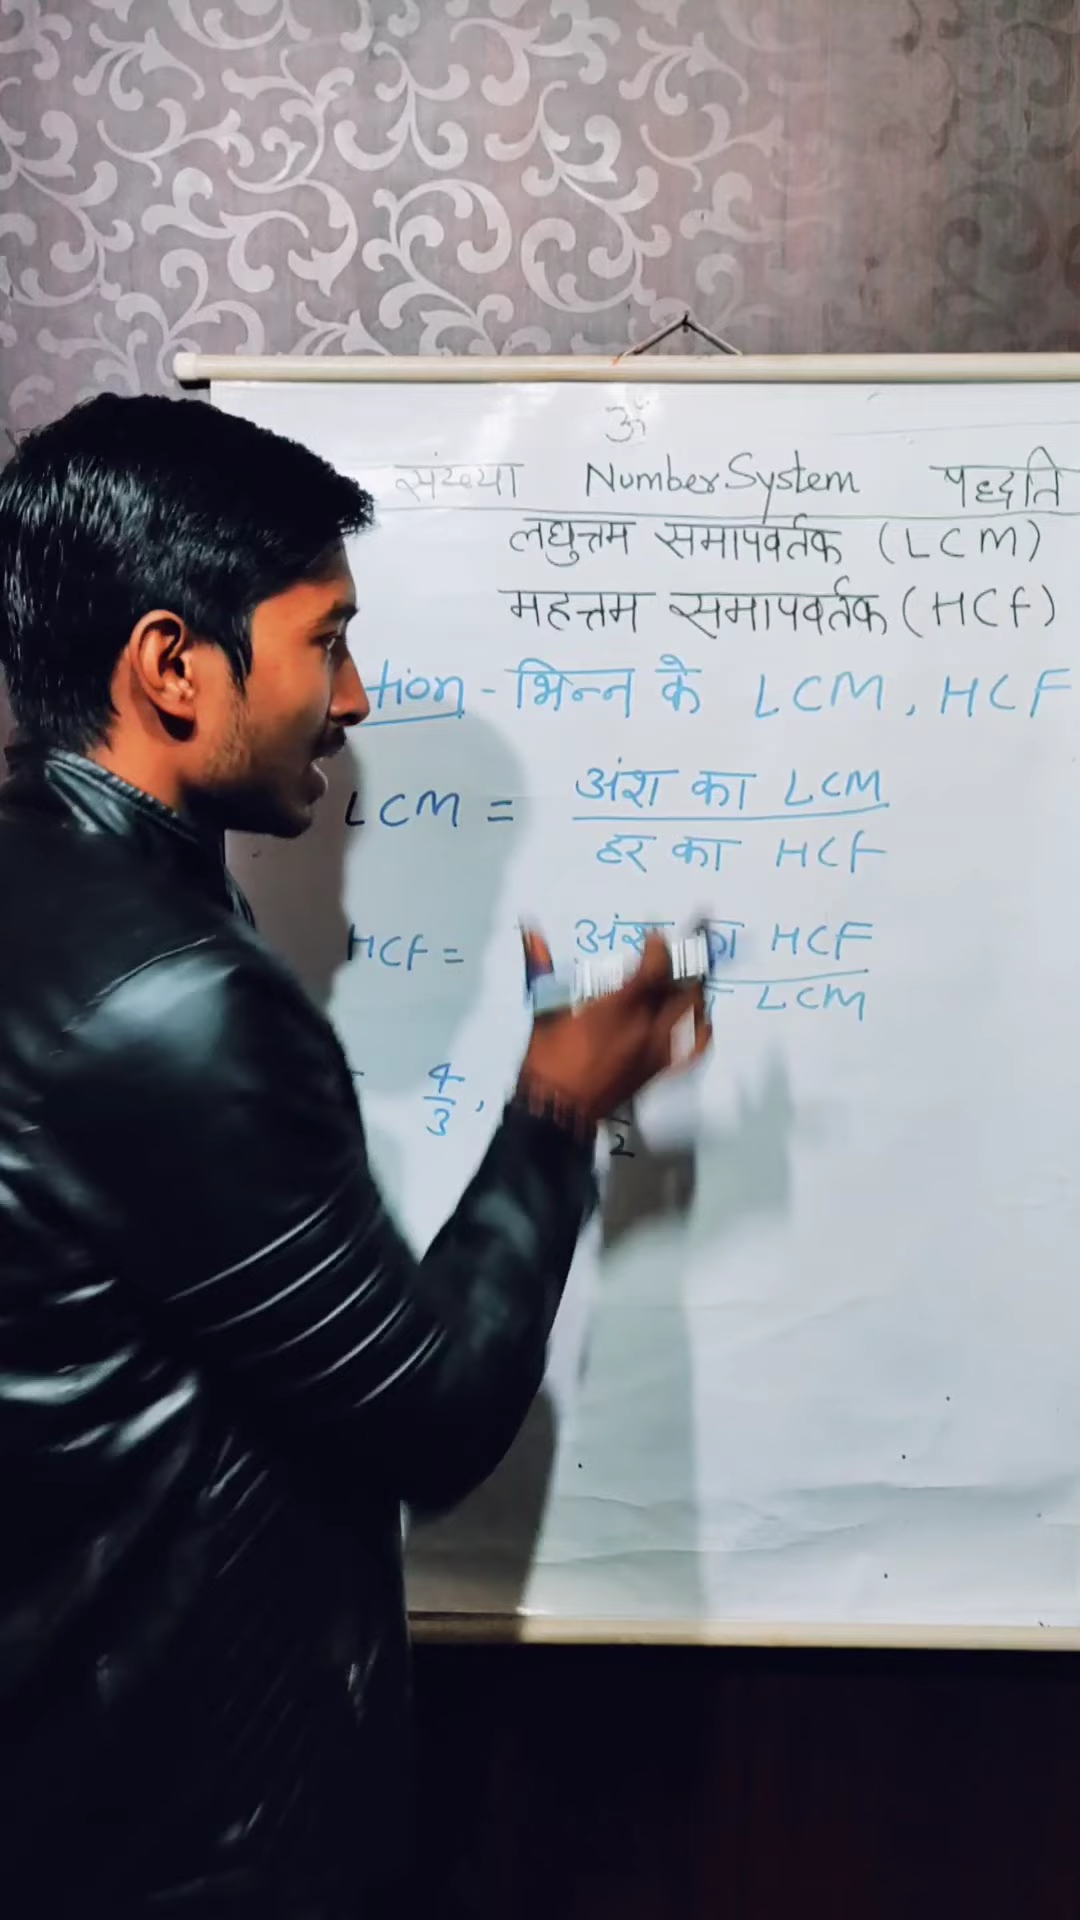 ॐ
संख्या Number System पद्धति
लघुत्तम समापवर्तक (LCM)
महत्तम समापवर्तक (HCf)
tion - भिन्न के LCM, HCF
LCM = अंश का LCM
हर का HCF
HCf = HCF
LCM
4
3 ,
2